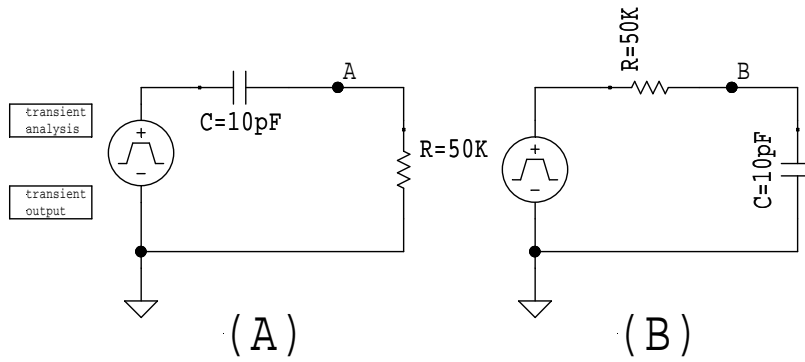 transient
analysis
transient
output
C=10pF
A
R=50K
(A)
R=50K
B
C=10pF
(B)
+
−
+
−